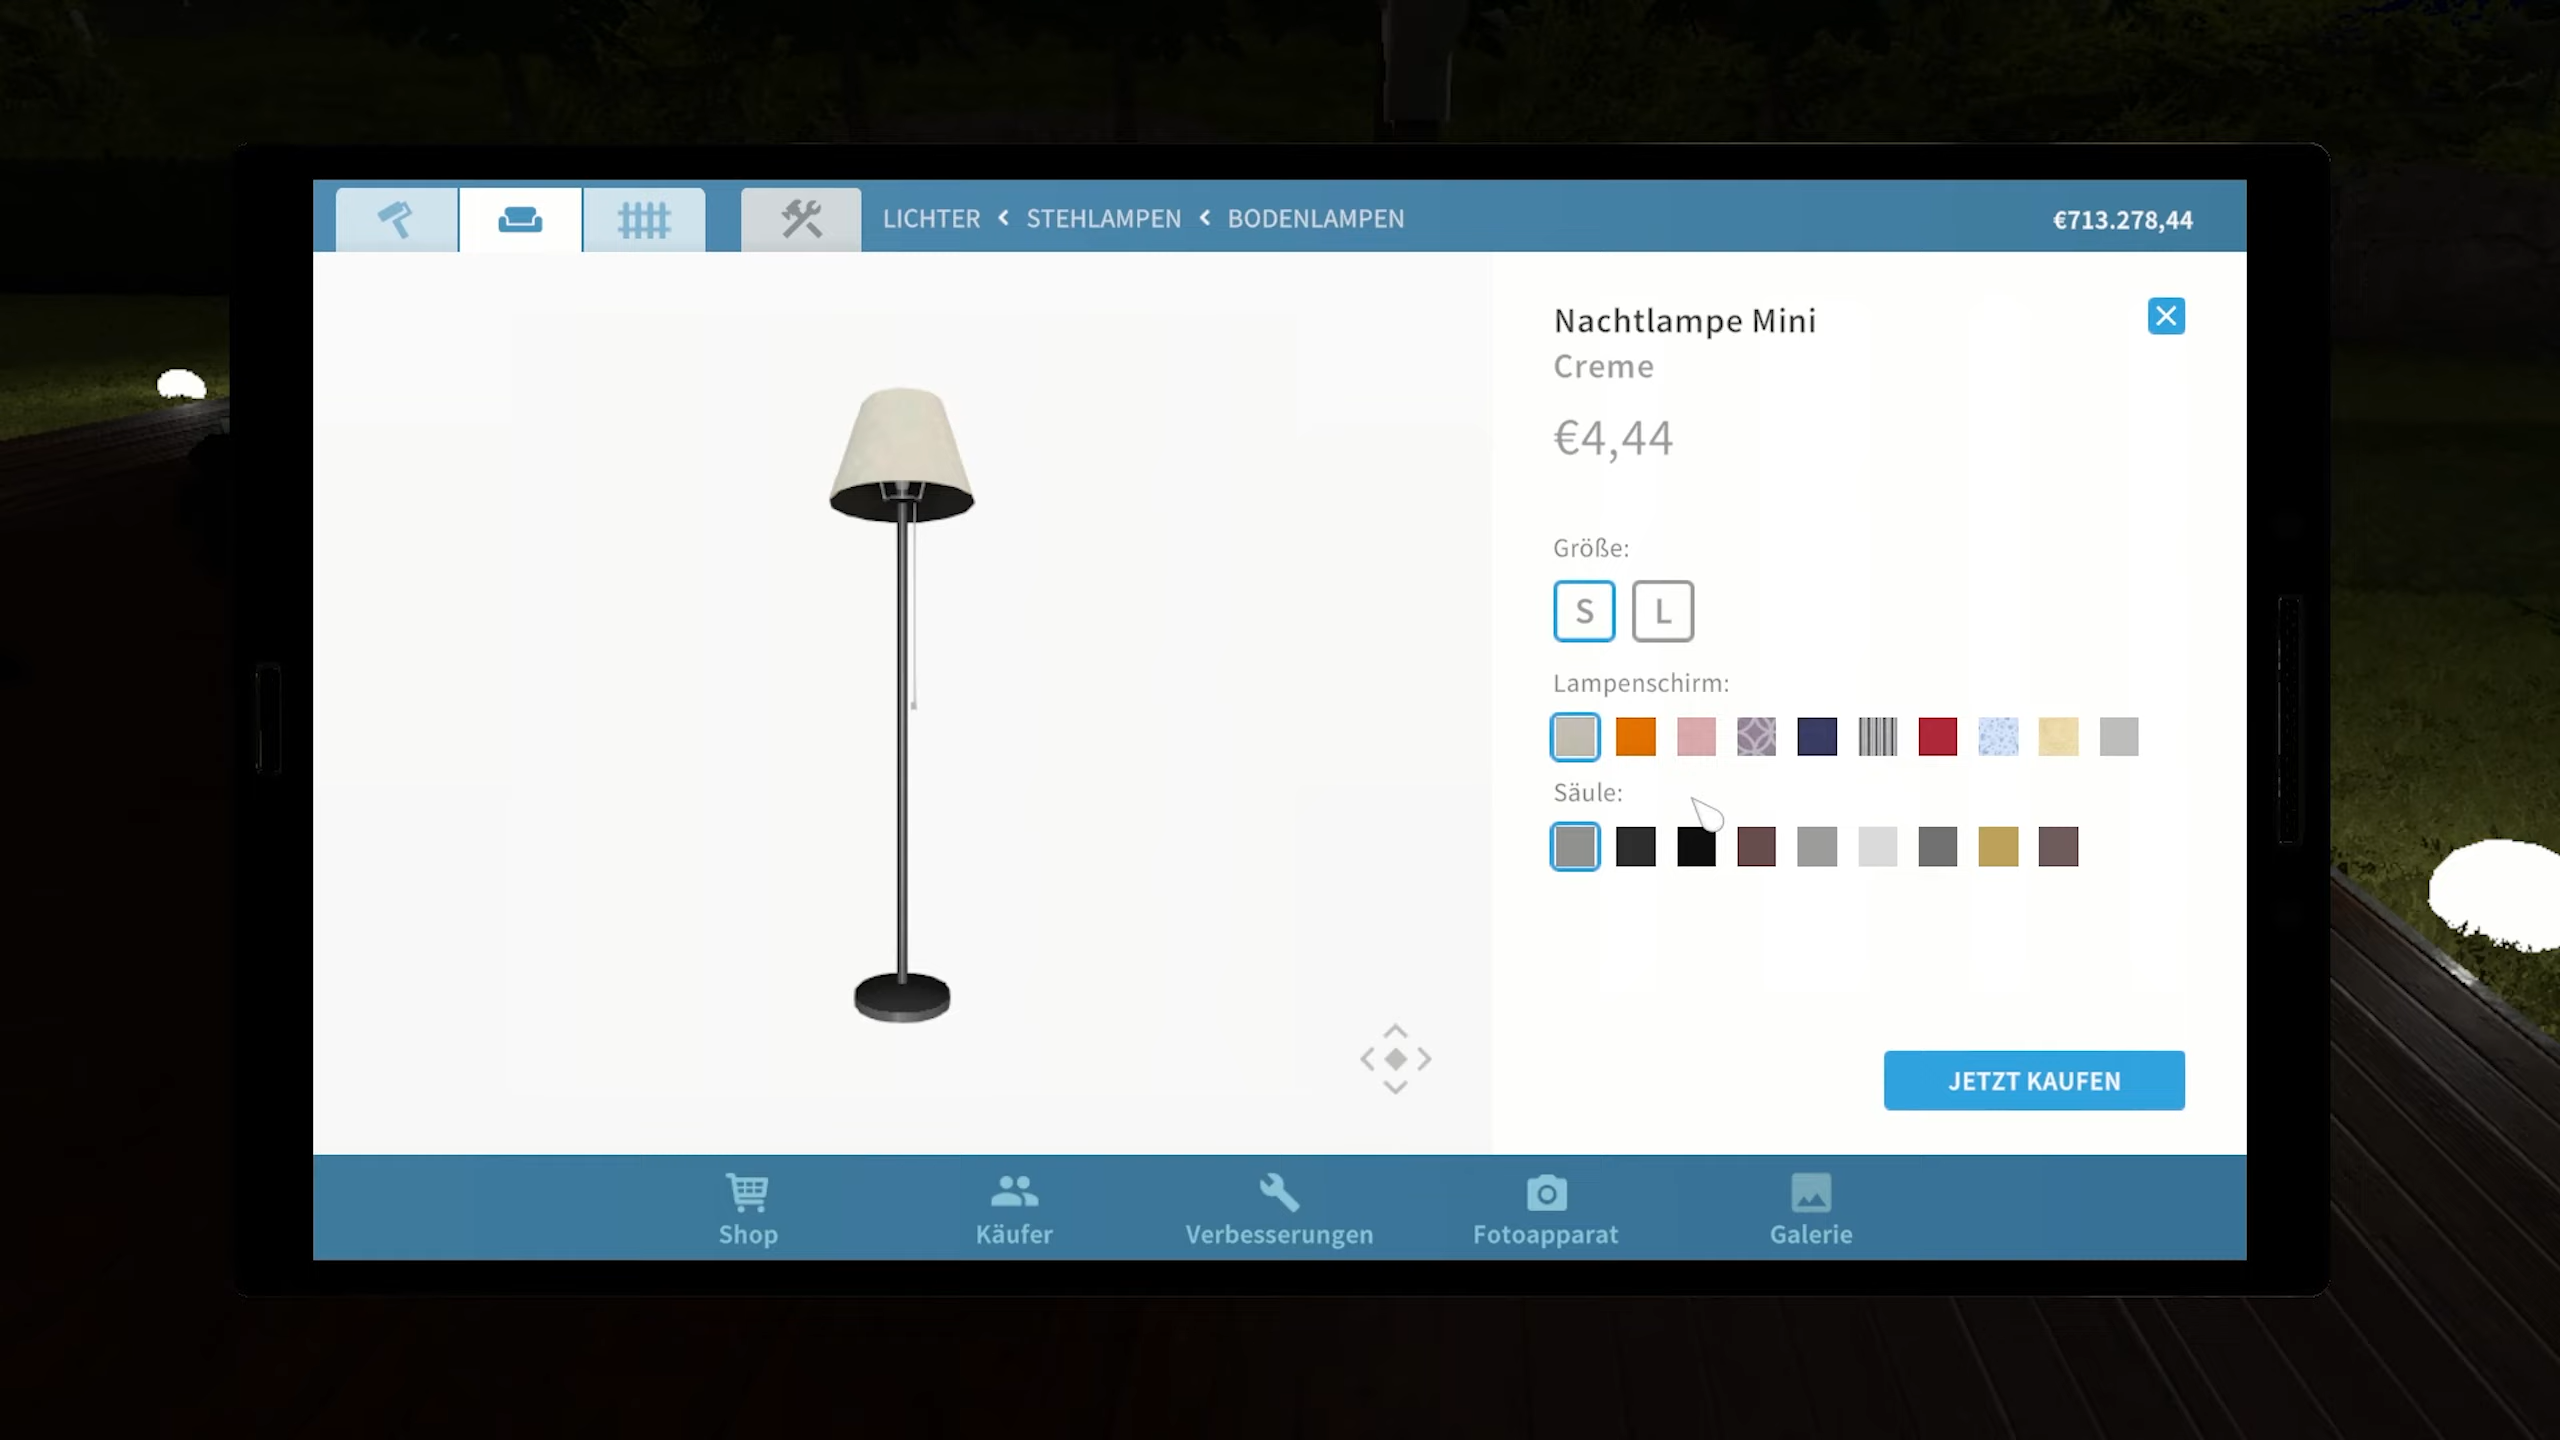 LICHTER < STEHLAMPEN < BODENLAMPEN
€713.278,44
Nachtlampe Mini
Creme
€4,44
Größe:
S L
Lampenschirm:
Säule:
JETZT KAUFEN
Shop Käufer Verbesserungen Fotoapparat Galerie